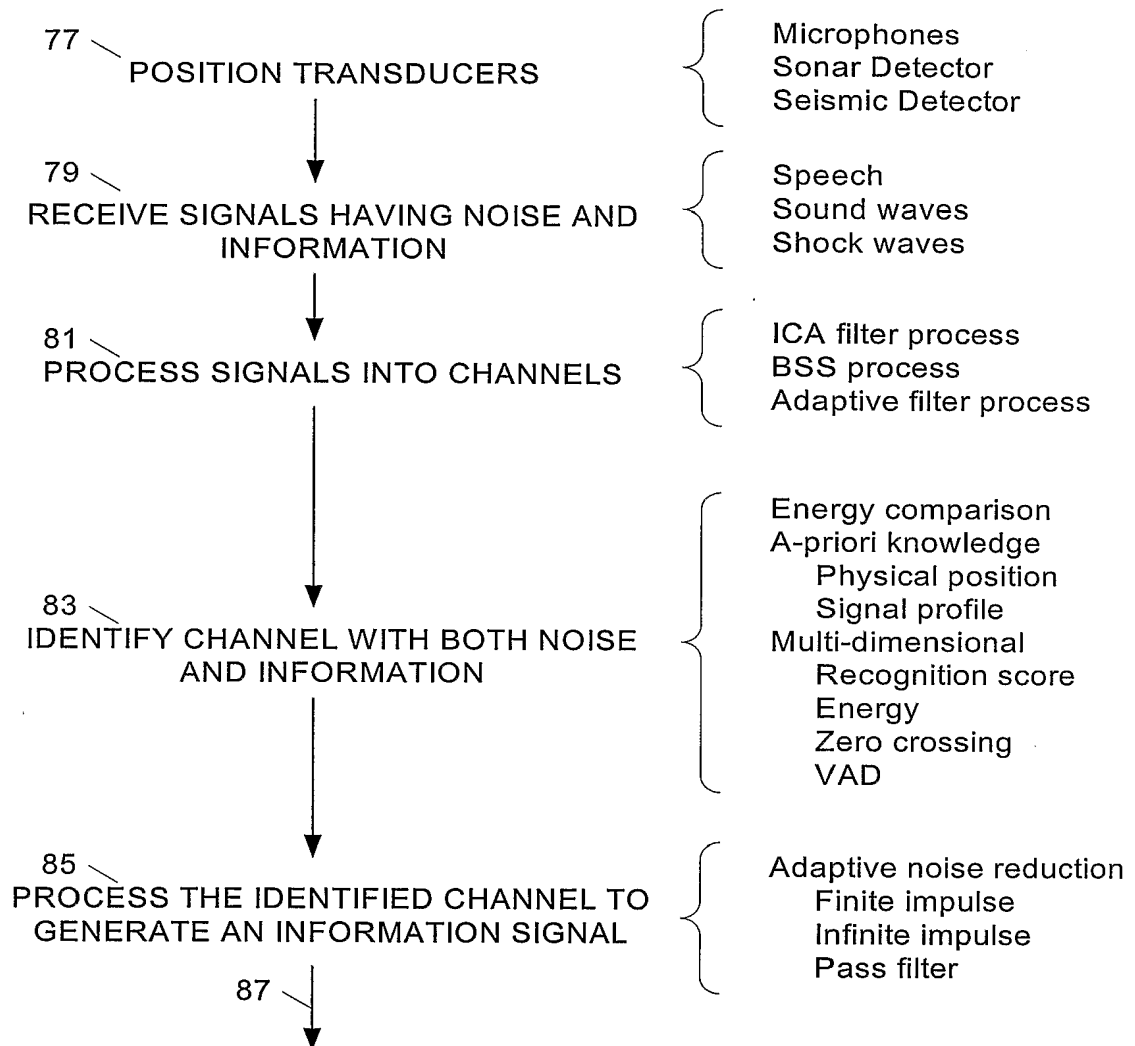 77
POSITION TRANSDUCERS
Microphones
Sonar Detector
Seismic Detector
79
RECEIVE SIGNALS HAVING NOISE AND
INFORMATION
Speech
Sound waves
Shock waves
81
PROCESS SIGNALS INTO CHANNELS
ICA filter process
BSS process
Adaptive filter process
83
IDENTIFY CHANNEL WITH BOTH NOISE
AND INFORMATION
Energy comparison
A-priori knowledge
Physical position
Signal profile
Multi-dimensional
Recognition score
Energy
Zero crossing
VAD
85
PROCESS THE IDENTIFIED CHANNEL TO
GENERATE AN INFORMATION SIGNAL
Adaptive noise reduction
Finite impulse
Infinite impulse
Pass filter
87